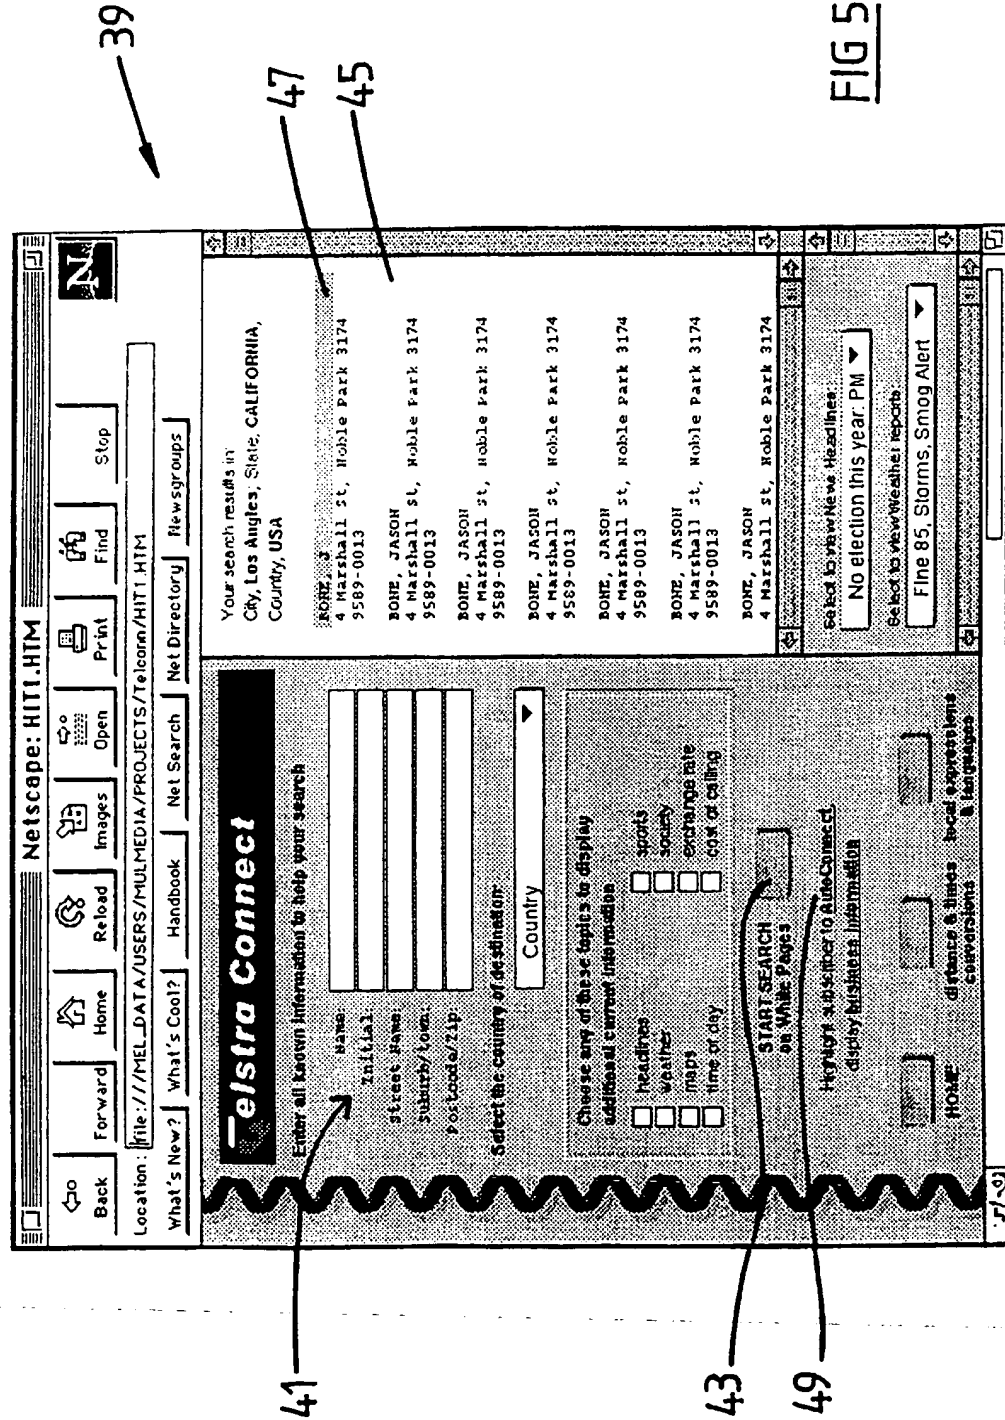 39
Netscape: HIT1.HTM
Back Forward Home Reload Images Open Print Find Stop
N
Location: file:///MEL_DATA/USERS/MULMEDIA/PROJECTS/Telconn/HIT1.HTM
What's New? What's Cool? Handbook Net Search Net Directory Newsgroups
Telstra Connect
Enter all known information to help your search
Name:
Initial:
Street Name:
Suburb/town:
Postcode/Zip
Select the country of destination:
Country
Choose any of these topics to display
additional current information
headlines
weather
maps
time of day
sports
society
exchange rate
cost of calling
START SEARCH
on White Pages
Highlight subscriber to AutoConnect
display business information
HOME
distance & times
conversions
local expressions
& languages
Your search results in
City, Los Angles, State, CALIFORNIA,
Country, USA
BONE, J
4 Marshall St, Noble Park 3174
9589-0013
BONE, JASON
4 Marshall St, Noble Park 3174
9589-0013
BONE, JASON
4 Marshall St, Noble Park 3174
9589-0013
BONE, JASON
4 Marshall St, Noble Park 3174
9589-0013
BONE, JASON
4 Marshall St, Noble Park 3174
9589-0013
BONE, JASON
4 Marshall St, Noble Park 3174
9589-0013
BONE, JASON
4 Marshall St, Noble Park 3174
Select to view News Headlines:
No election this year: PM
Select to view Weather reports:
Fine 85, Storms, Smog Alert
41
43
49
47
45
FIG 5